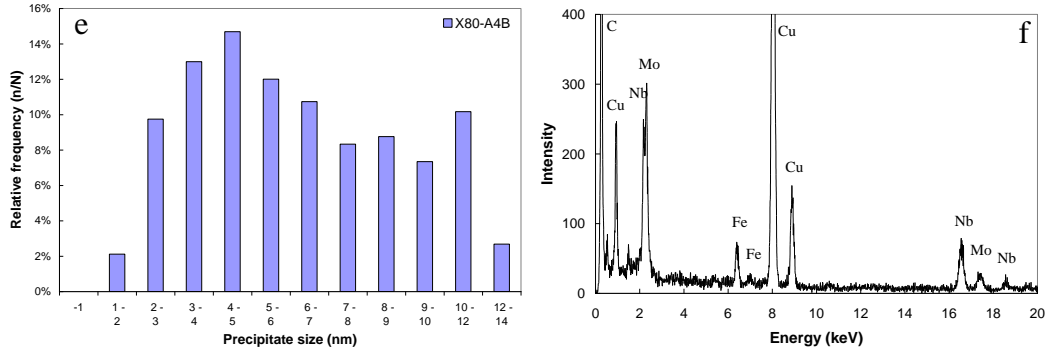 e
X80-A4B
Relative frequency (n/N)
16%
14%
12%
10%
8%
6%
4%
2%
0%
-1 1 - 2 2 - 3 3 - 4 4 - 5 5 - 6 6 - 7 7 - 8 8 - 9 9 - 10 10 - 12 12 - 14
Precipitate size (nm)
f
Intensity
400
300
200
100
0
C
Cu
Nb
Mo
Fe
Fe
Cu
Cu
Nb
Mo
Nb
0 2 4 6 8 10 12 14 16 18 20
Energy (keV)